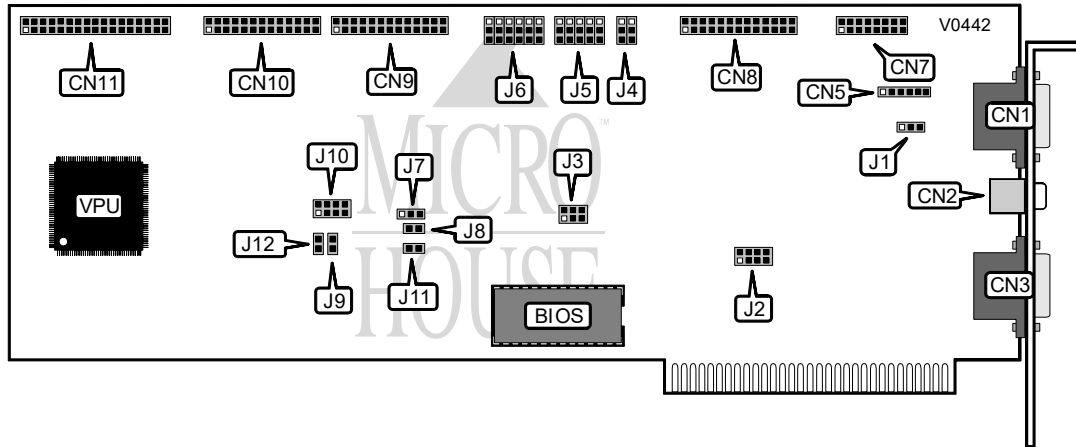 V0442
CN11
CN10
CN9
J6
J5
J4
CN8
CN7
CN5
CN1
J1
MICRO™
HOUSE
J10
J7
J3
VPU
CN2
J12
J8
J9
J11
J2
CN3
BIOS